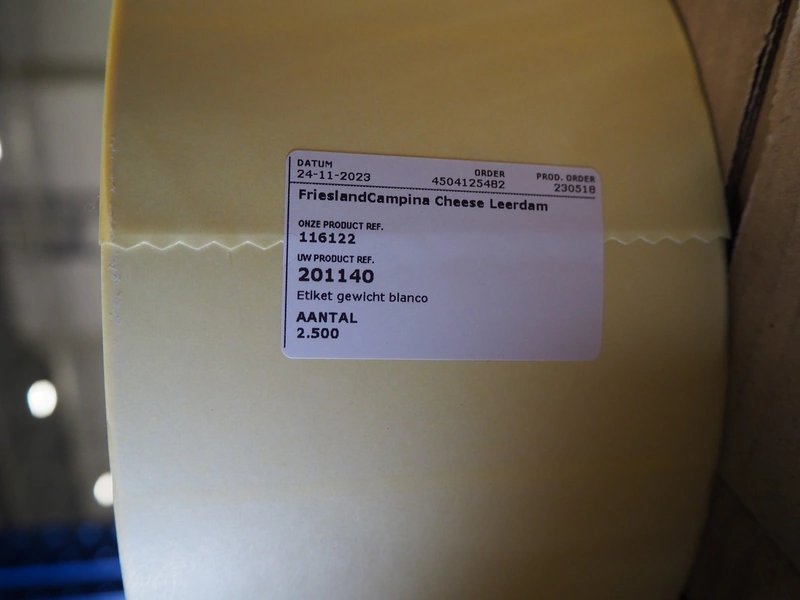 DATUM ORDER PROD. ORDER
24-11-2023 4504125482 230518
FrieslandCampina Cheese Leerdam
ONZE PRODUCT REF.
116122
UW PRODUCT REF.
201140
Etiket gewicht blanco
AANTAL
2.500